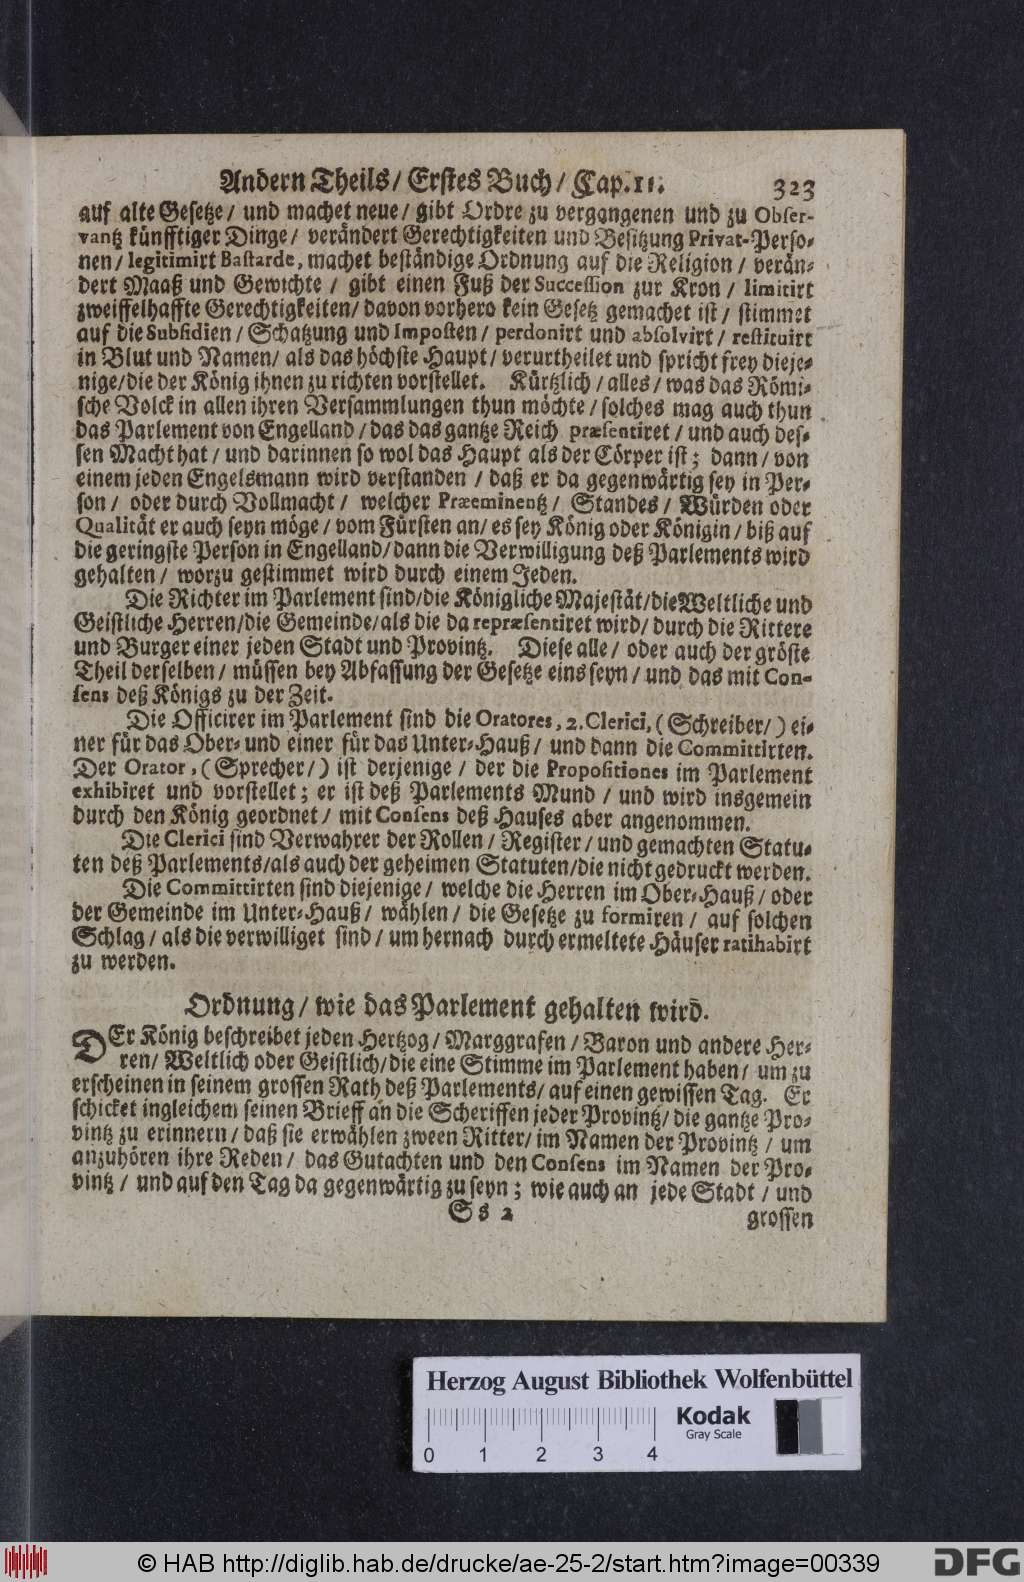 Andern Theils/ Erstes Buch/ Cap. 11. 323
auf alte Gesetze/ und machet neue/ gibt Ordre zu vergangenen und zu Obser-
vantz künfftiger Dinge/ verändert Gerechtigkeiten und Besitzung Privat-Perso-
nen/ legitimirt Bastarde, machet beständige Ordnung auf die Religion/ verän-
dert Maaß und Gewichte/ gibt einen Fuß der Succession zur Kron/ limitirt
zweiffelhaffte Gerechtigkeiten/ davon vorhero kein Gesetz gemachet ist/ stimmet
auf die Subsidien/ Schatzung und Imposten/ perdonirt und absolvirt/ restituirt
in Blut und Namen/ als das höchste Haupt/ verurtheilet und spricht frey dieje-
nige/ die der König ihnen zu richten vorstellet. Kürtzlich/ alles/ was das Römi-
sche Volck in allen ihren Versammlungen thun möchte/ solches mag auch thun
das Parlement von Engelland/ das das gantze Reich præsentiret/ und auch des-
sen Macht hat/ und darinnen so wol das Haupt als der Cörper ist; dann/ von
einem jeden Engelsmann wird verstanden/ daß er da gegenwärtig sey in Per-
son/ oder durch Vollmacht/ welcher Præeminentz/ Standes/ Würden oder
Qualität er auch seyn möge/ vom Fürsten an/ es sey König oder Königin/ biß auf
die geringste Person in Engelland/ dann die Verwilligung deß Parlements wird
gehalten/ worzu gestimmet wird durch einem Jeden.
Die Richter im Parlement sind/ die Königliche Majestät/ die Weltliche und
Geistliche Herren/ die Gemeinde/ als die da repræsentiret wird/ durch die Rittere
und Burger einer jeden Stadt und Provintz. Diese alle/ oder auch der gröste
Theil derselben/ müssen bey Abfassung der Gesetze eins seyn/ und das mit Con-
sens deß Königs zu der Zeit.
Die Officirer im Parlement sind die Oratores, 2. Clerici, (Schreiber/) ei-
ner für das Ober- und einer für das Unter-Hauß/ und dann die Committirten.
Der Orator, (Sprecher/) ist derjenige/ der die Propositiones im Parlement
exhibiret und vorstellet; er ist deß Parlements Mund/ und wird insgemein
durch den König geordnet/ mit Consens deß Hauses aber angenommen.
Die Clerici sind Verwahrer der Rollen/ Register/ und gemachten Statu-
ten deß Parlements/ als auch der geheimen Statuten/ die nicht gedruckt werden.
Die Committirten sind diejenige/ welche die Herren im Ober-Hauß/ oder
der Gemeinde im Unter-Hauß/ wählen/ die Gesetze zu formiren/ auf solchen
Schlag/ als die verwilliget sind/ um hernach durch ermeltete Häuser ratihabirt
zu werden.
Ordnung/ wie das Parlement gehalten wird.
DEr König beschreibet jeden Hertzog/ Marggrafen/ Baron und andere Her-
ren/ Weltlich oder Geistlich/ die eine Stimme im Parlement haben/ um zu
erscheinen in seinem grossen Rath deß Parlements/ auf einen gewissen Tag. Er
schicket ingleichem seinen Brieff an die Scheriffen jeder Provintz/ die gantze Pro-
vintz zu erinnern/ daß sie erwählen zween Ritter/ im Namen der Provintz/ um
anzuhören ihre Reden/ das Gutachten und den Consens im Namen der Pro-
vintz/ und auf den Tag da gegenwärtig zu seyn; wie auch an jede Stadt/ und
Ss 2 grossen
Herzog August Bibliothek Wolfenbüttel
Kodak
Gray Scale
0 1 2 3 4
© HAB http://diglib.hab.de/drucke/ae-25-2/start.htm?image=00339
DFG